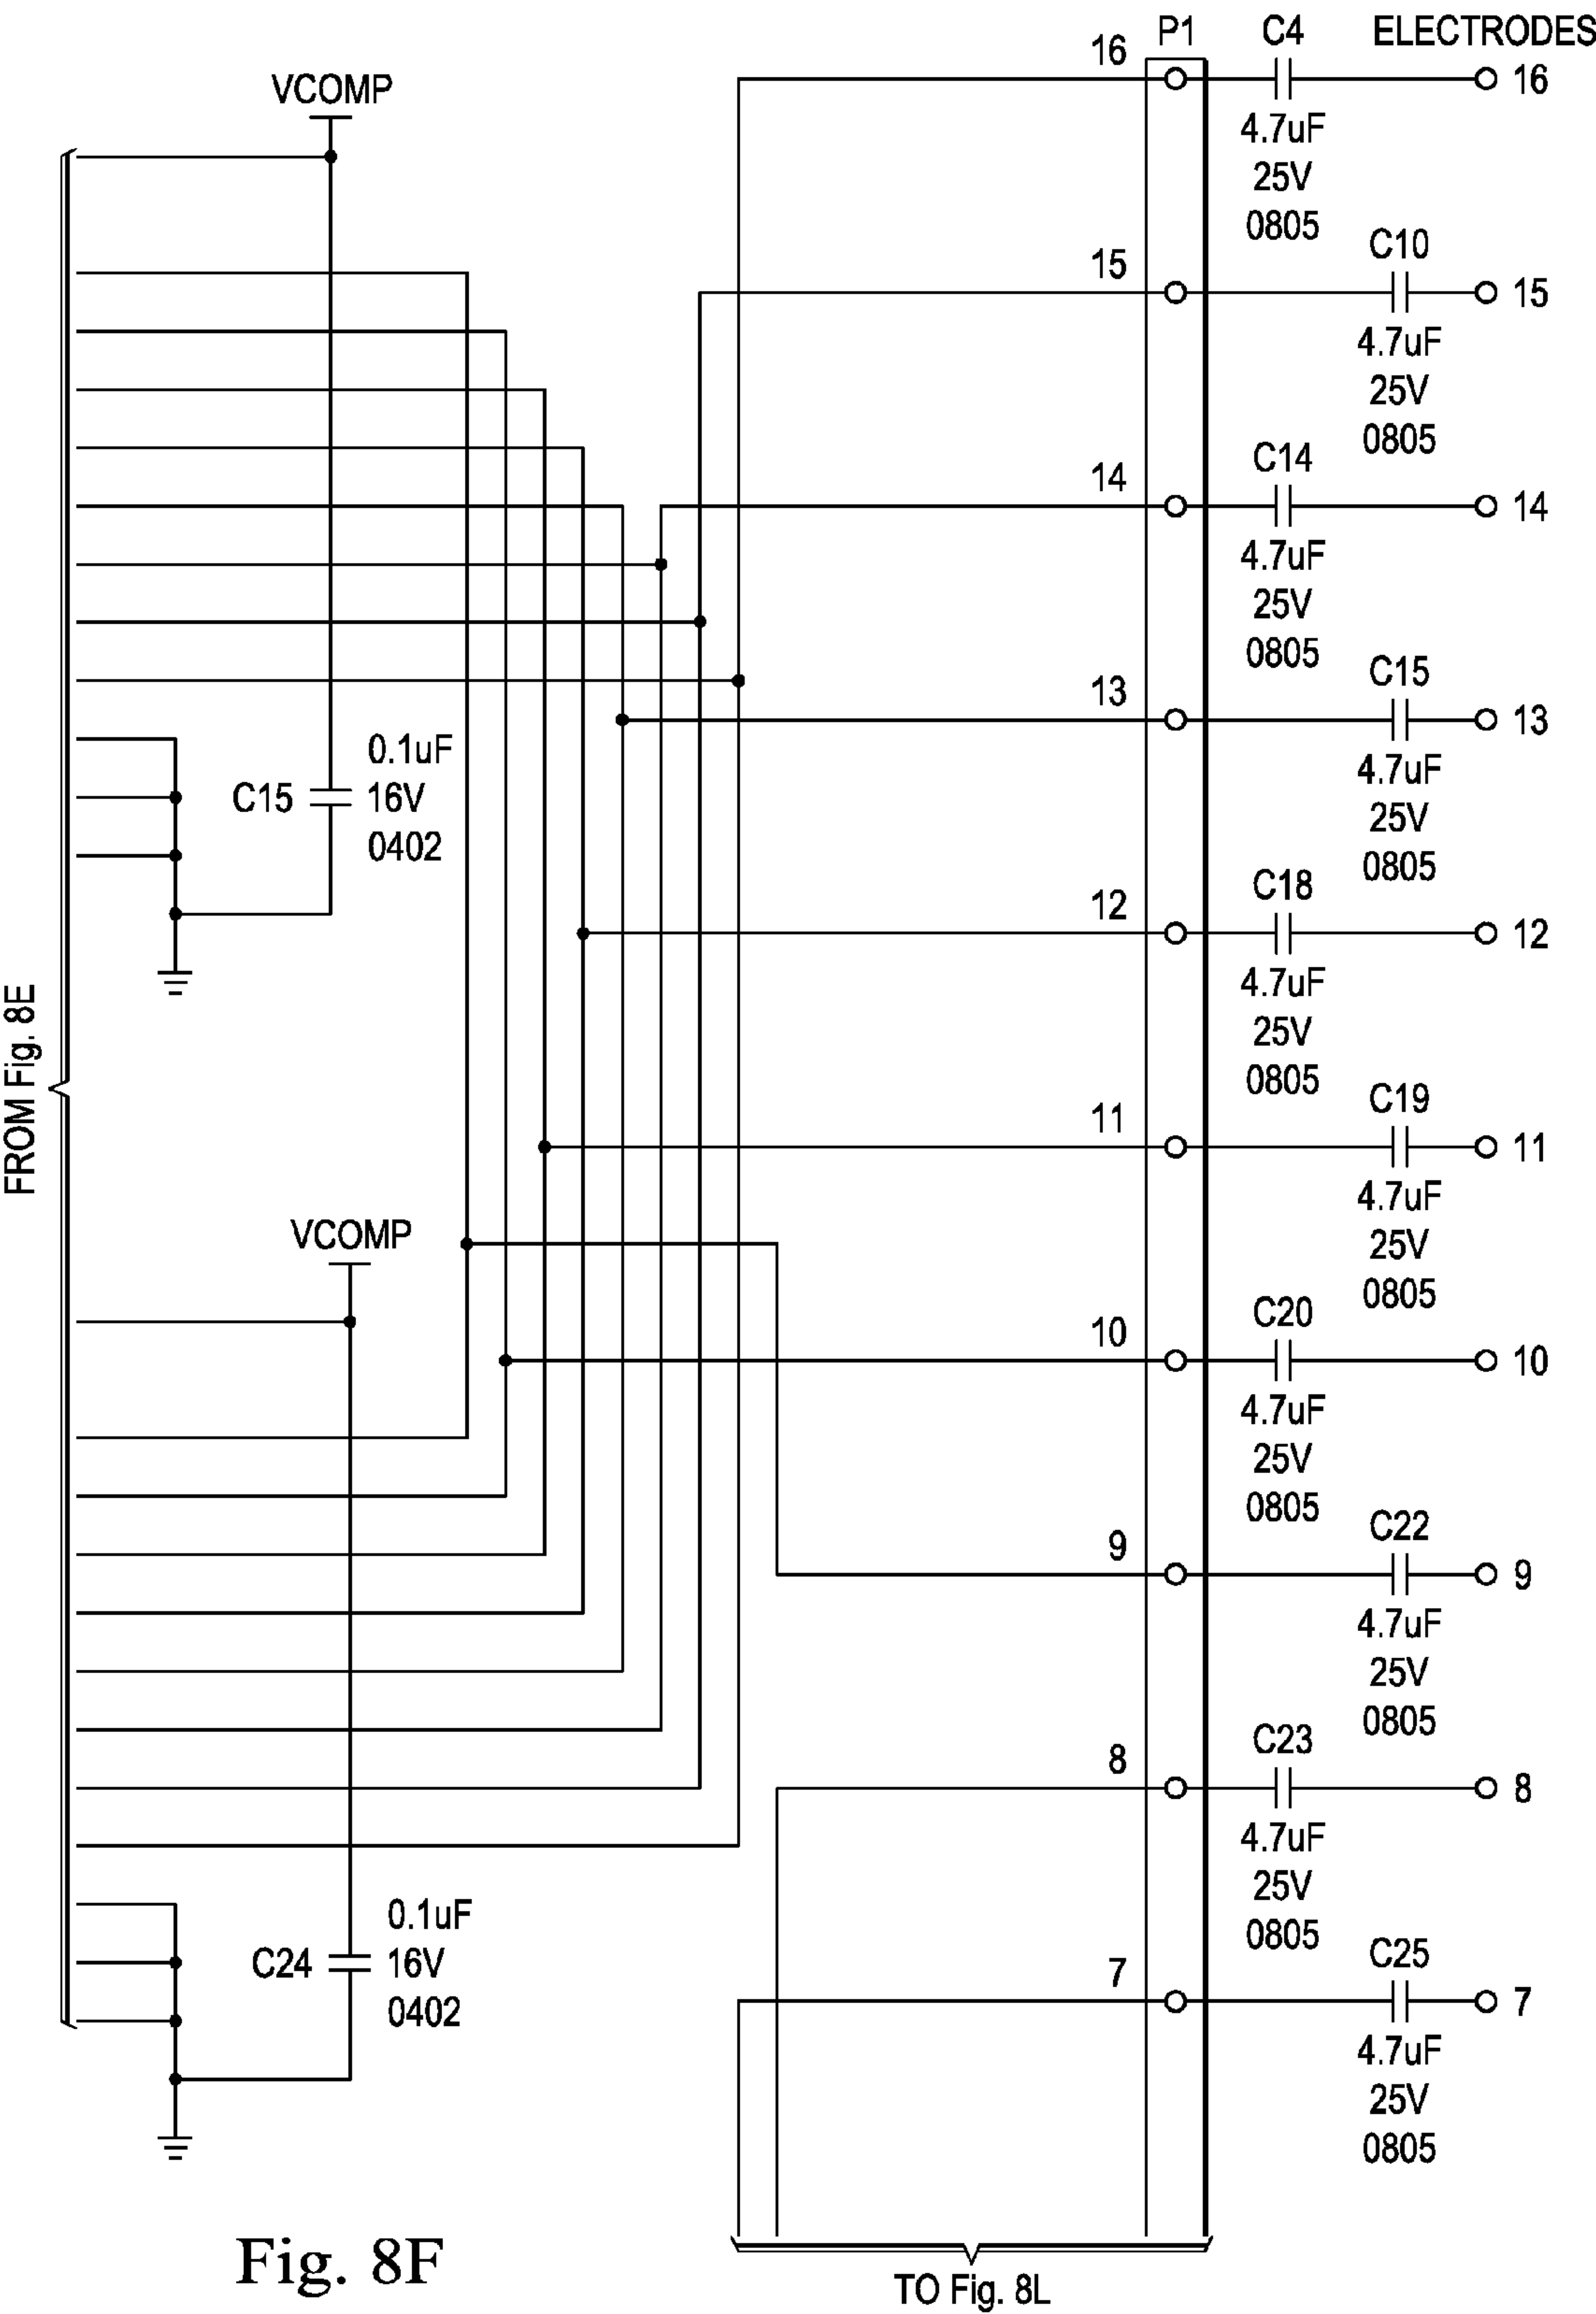 P1
C4
ELECTRODES
16
16
VCOMP
4.7uF
25V
0805
C10
15
15
4.7uF
25V
0805
C14
14
14
4.7uF
25V
0805
C15
13
13
4.7uF
25V
0805
0.1uF
C15
16V
0402
C18
12
12
4.7uF
25V
0805
FROM Fig. 8E
C19
11
11
4.7uF
25V
0805
VCOMP
C20
10
10
4.7uF
25V
0805
C22
9
9
4.7uF
25V
0805
C23
8
8
4.7uF
25V
0805
0.1uF
C24
16V
0402
C25
7
7
4.7uF
25V
0805
Fig. 8F
TO Fig. 8L